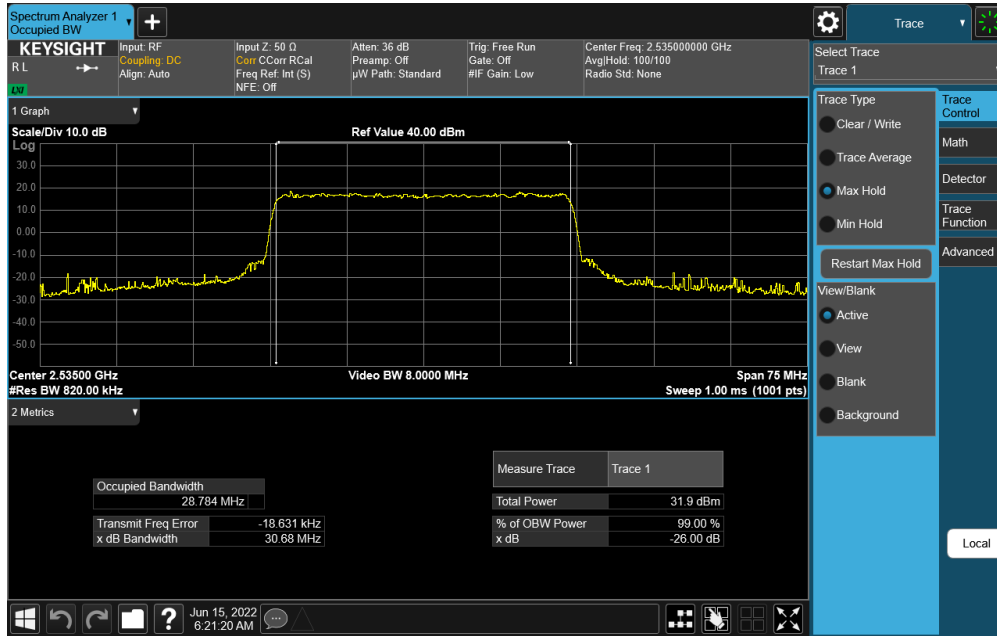 Spectrum Analyzer 1
Occupied BW
KEYSIGHT
R L
LXI
Input: RF
Coupling: DC
Align: Auto
Input Z: 50 Ω
Corr CCorr RCal
Freq Ref: Int (S)
NFE: Off
Atten: 36 dB
Preamp: Off
µW Path: Standard
Trig: Free Run
Gate: Off
#IF Gain: Low
Center Freq: 2.535000000 GHz
Avg|Hold: 100/100
Radio Std: None
Trace
Select Trace
Trace 1
1 Graph
Scale/Div 10.0 dB
Ref Value 40.00 dBm
Log
30.0
20.0
10.0
0.00
-10.0
-20.0
-30.0
-40.0
-50.0
Center 2.53500 GHz
Video BW 8.0000 MHz
Span 75 MHz
#Res BW 820.00 kHz
Sweep 1.00 ms (1001 pts)
Trace Type
Clear / Write
Trace Average
Max Hold
Min Hold
Restart Max Hold
View/Blank
Active
View
Blank
Background
Trace
Control
Math
Detector
Trace
Function
Advanced
Local
2 Metrics
Occupied Bandwidth
28.784 MHz
Transmit Freq Error -18.631 kHz
x dB Bandwidth 30.68 MHz
Measure Trace Trace 1
Total Power 31.9 dBm
% of OBW Power 99.00 %
x dB -26.00 dB
?
Jun 15, 2022
6:21:20 AM